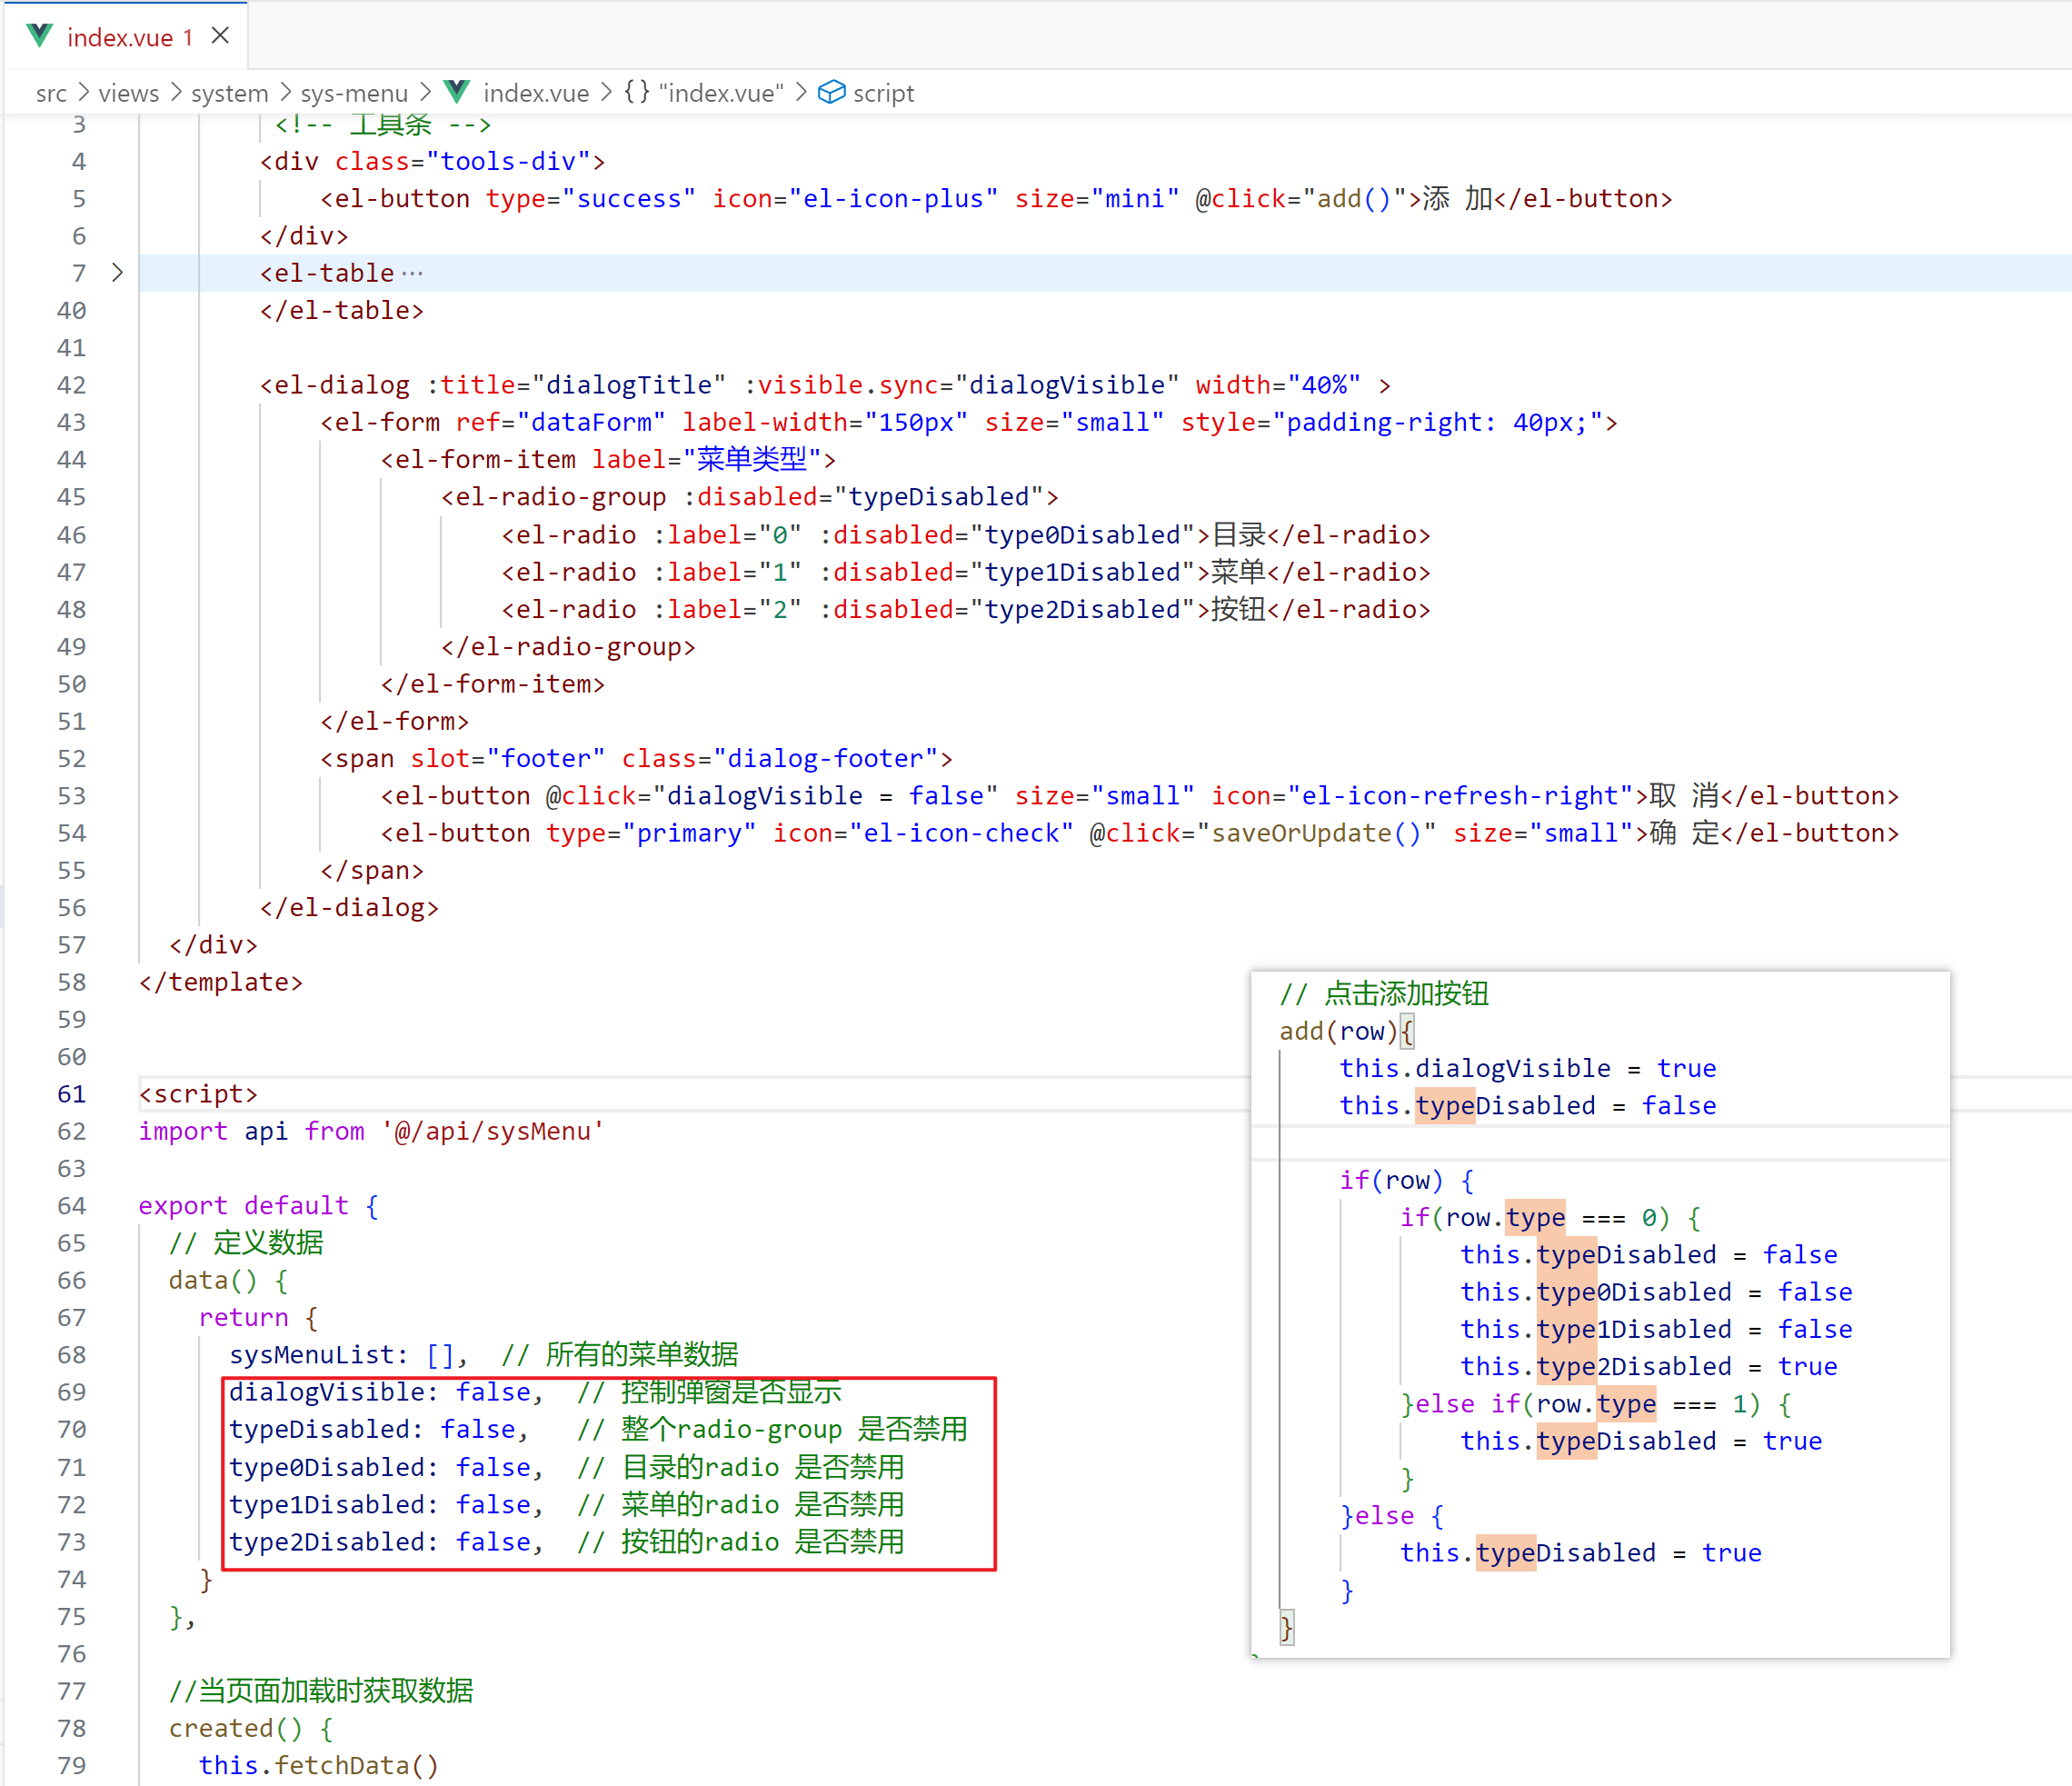 index.vue 1
src > views > system > sys-menu > index.vue > {} "index.vue" > script
3 <!-- 工具条 -->
4 <div class="tools-div">
5 <el-button type="success" icon="el-icon-plus" size="mini" @click="add()">添 加</el-button>
6 </div>
7 <el-table ···
40 </el-table>
41
42 <el-dialog :title="dialogTitle" :visible.sync="dialogVisible" width="40%" >
43 <el-form ref="dataForm" label-width="150px" size="small" style="padding-right: 40px;">
44 <el-form-item label="菜单类型">
45 <el-radio-group :disabled="typeDisabled">
46 <el-radio :label="0" :disabled="type0Disabled">目录</el-radio>
47 <el-radio :label="1" :disabled="type1Disabled">菜单</el-radio>
48 <el-radio :label="2" :disabled="type2Disabled">按钮</el-radio>
49 </el-radio-group>
50 </el-form-item>
51 </el-form>
52 <span slot="footer" class="dialog-footer">
53 <el-button @click="dialogVisible = false" size="small" icon="el-icon-refresh-right">取 消</el-button>
54 <el-button type="primary" icon="el-icon-check" @click="saveOrUpdate()" size="small">确 定</el-button>
55 </span>
56 </el-dialog>
57 </div>
58 </template>
59
60
61 <script>
62 import api from '@/api/sysMenu'
63
64 export default {
65 // 定义数据
66 data() {
67 return {
68 sysMenuList: [], // 所有的菜单数据
69 dialogVisible: false, // 控制弹窗是否显示
70 typeDisabled: false, // 整个radio-group 是否禁用
71 type0Disabled: false, // 目录的radio 是否禁用
72 type1Disabled: false, // 菜单的radio 是否禁用
73 type2Disabled: false, // 按钮的radio 是否禁用
74 }
75 },
76
77 //当页面加载时获取数据
78 created() {
79 this.fetchData()
// 点击添加按钮
add(row){
this.dialogVisible = true
this.typeDisabled = false
if(row) {
if(row.type === 0) {
this.typeDisabled = false
this.type0Disabled = false
this.type1Disabled = false
this.type2Disabled = true
}else if(row.type === 1) {
this.typeDisabled = true
}
}else {
this.typeDisabled = true
}
}